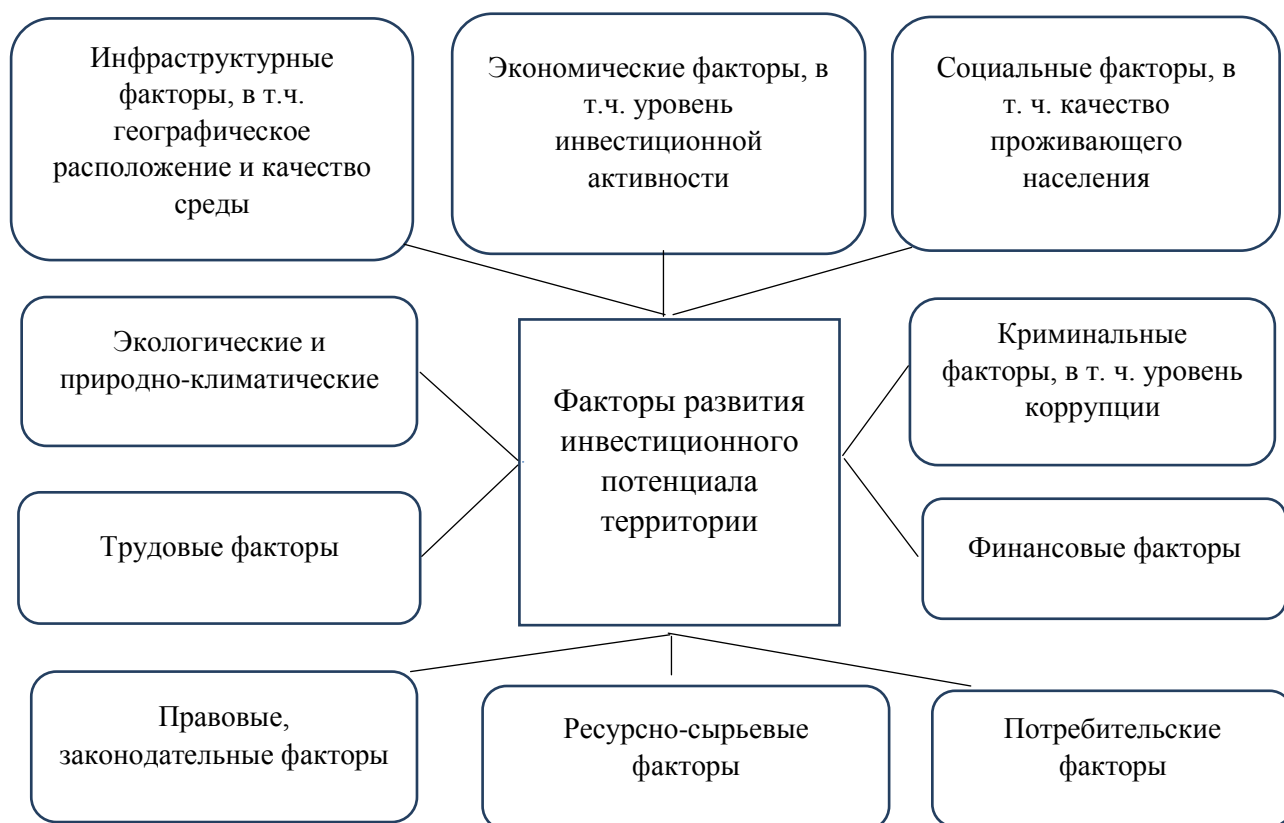 Инфраструктурные
факторы, в т.ч.
географическое
расположение и качество
среды
Экономические факторы, в
т.ч. уровень
инвестиционной
активности
Социальные факторы, в
т. ч. качество
проживающего
населения
Экологические и
природно-климатические
Факторы развития
инвестиционного
потенциала
территории
Криминальные
факторы, в т. ч. уровень
коррупции
Трудовые факторы
Финансовые факторы
Правовые,
законодательные факторы
Ресурсно-сырьевые
факторы
Потребительские
факторы